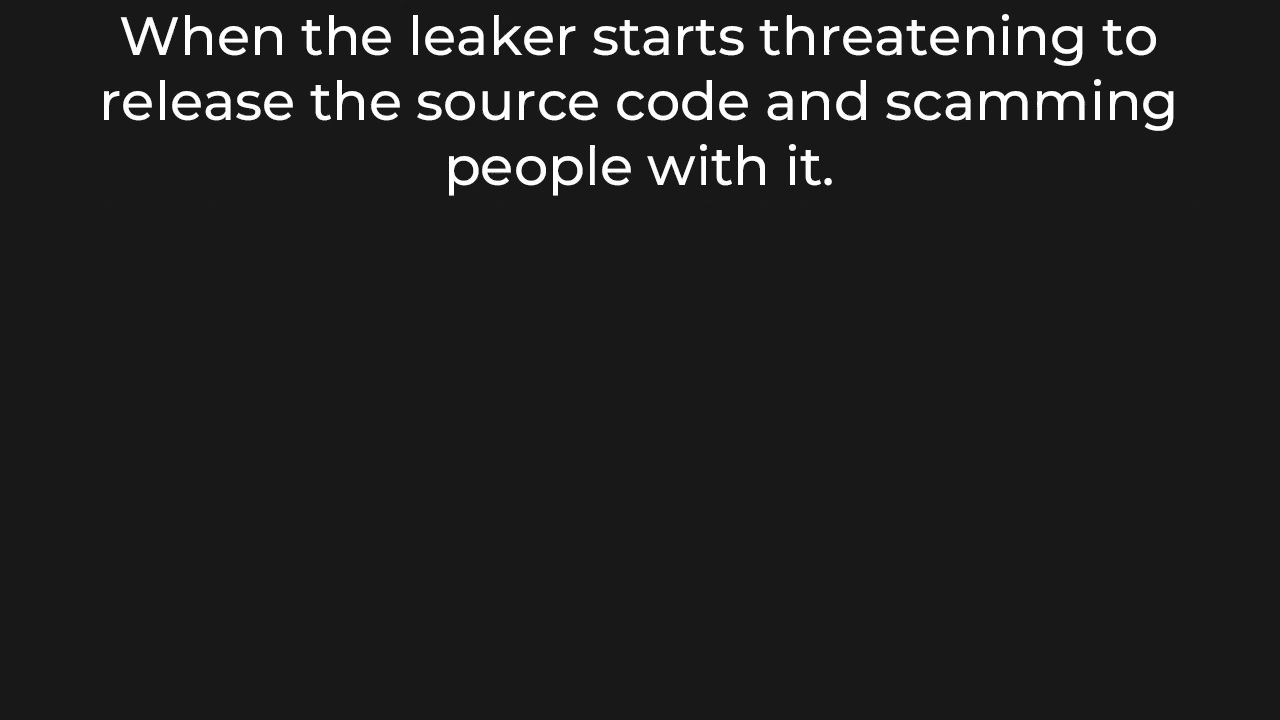 When the leaker starts threatening to
release the source code and scamming
people with it.